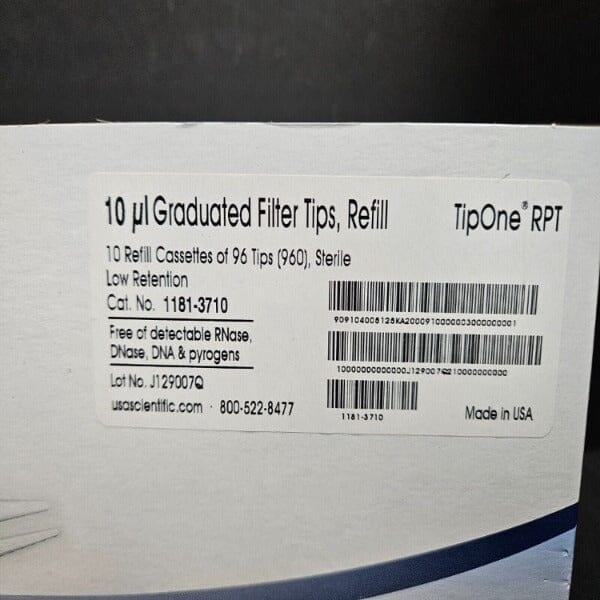 10 µl Graduated Filter Tips, Refill
TipOne® RPT
10 Refill Cassettes of 96 Tips (960), Sterile
Low Retention
Cat. No. 1181-3710
Free of detectable RNase,
DNase, DNA & pyrogens
Lot No. J129007Q
usascientific.com · 800-522-8477
909104008128KA2000910000003000000001
10000000000000J129007Q210000000000
1181-3710
Made in USA